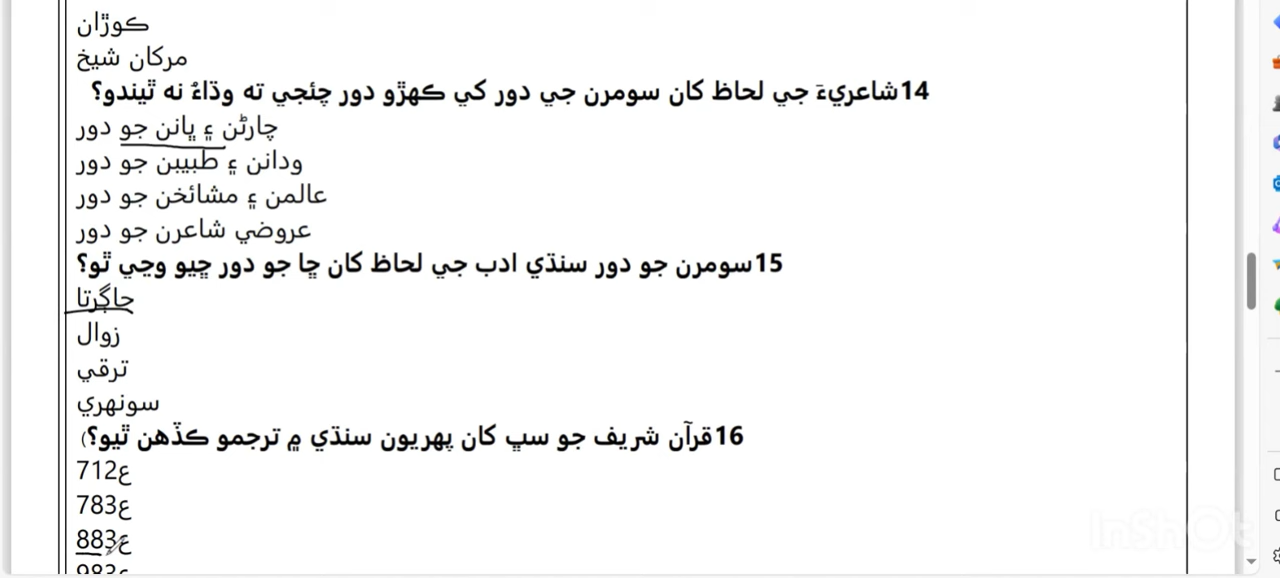 ڪوڙان
مرکان شيخ
14شاعريءَ جي لحاظ کان سومرن جي دور کي ڪهڙو دور چئجي ته وڌاءُ نه ٿيندو؟
چارڻن ۽ ڀانن جو دور
ودانن ۽ طبيبن جو دور
عالمن ۽ مشائخن جو دور
عروضي شاعرن جو دور
15سومرن جو دور سنڌي ادب جي لحاظ کان ڇا جو دور چيو وڃي ٿو؟
جاڳرتا
زوال
ترقي
سونهري
16قرآن شريف جو سڀ کان پهريون سنڌي ۾ ترجمو ڪڏهن ٿيو؟)
712ع
783ع
883ع
983ع
InShOt